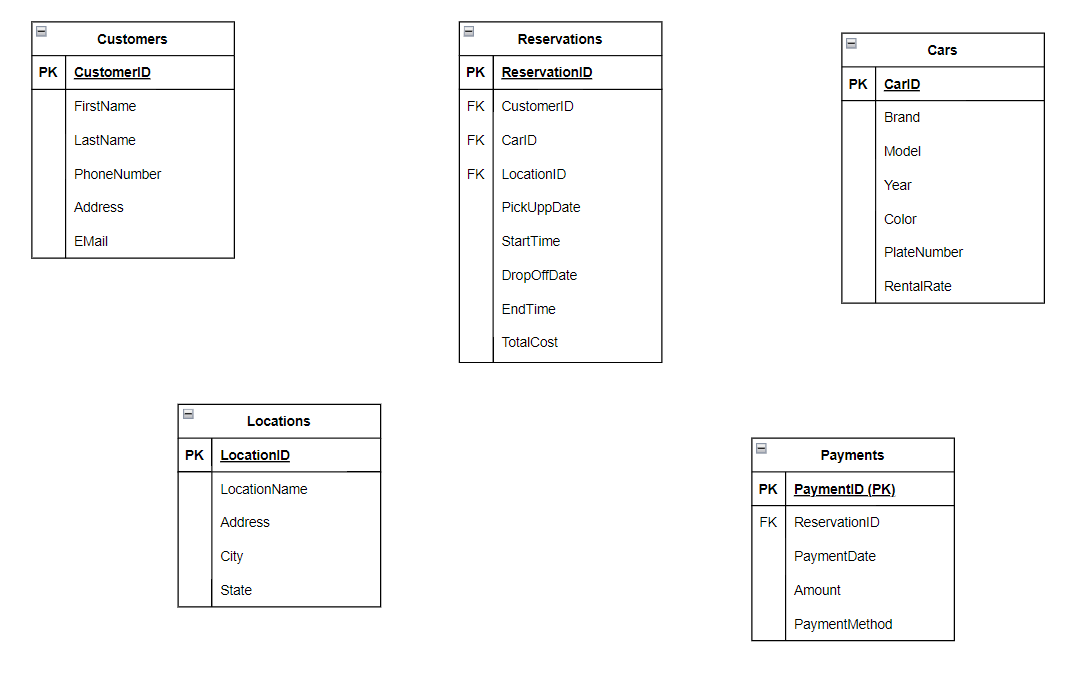 Customers
PK CustomerID
FirstName
LastName
PhoneNumber
Address
EMail
Reservations
PK ReservationID
FK CustomerID
FK CarID
FK LocationID
PickUppDate
StartTime
DropOffDate
EndTime
TotalCost
Cars
PK CarID
Brand
Model
Year
Color
PlateNumber
RentalRate
Locations
PK LocationID
LocationName
Address
City
State
Payments
PK PaymentID (PK)
FK ReservationID
PaymentDate
Amount
PaymentMethod